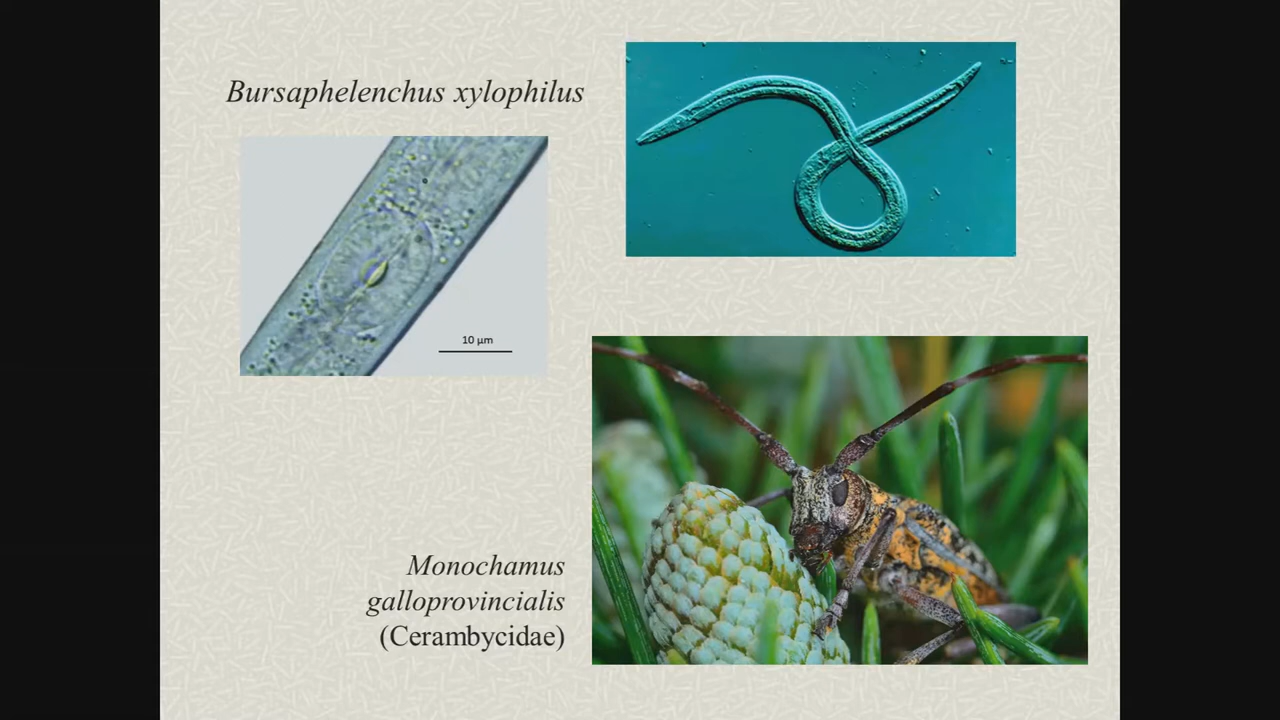 Bursaphelenchus xylophilus
10 µm
Monochamus
galloprovincialis
(Cerambycidae)